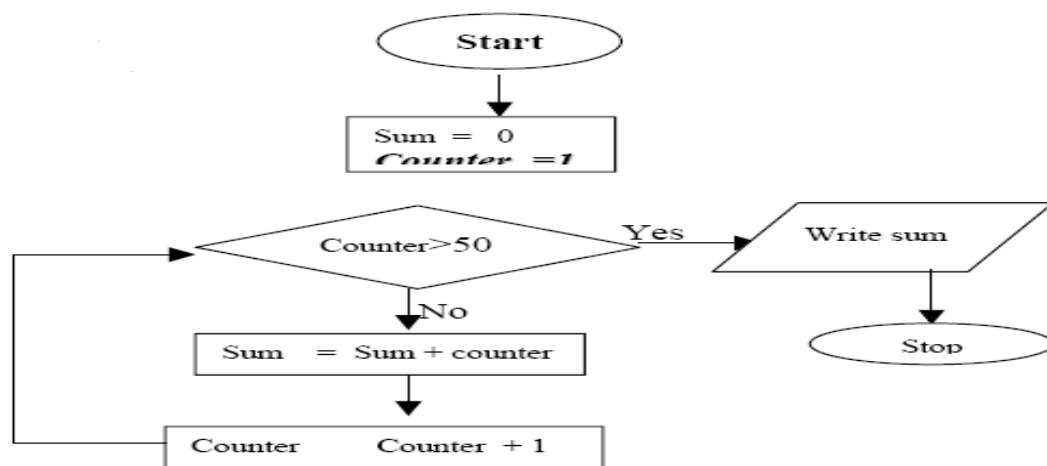 Start
Sum = 0
Counter =1
Counter>50
Yes
Write sum
No
Stop
Sum = Sum + counter
Counter Counter + 1